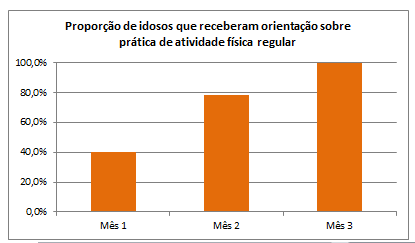 Proporção de idosos que receberam orientação sobre
prática de atividade física regular
100,0%
80,0%
60,0%
40,0%
20,0%
0,0%
Mês 1 Mês 2 Mês 3